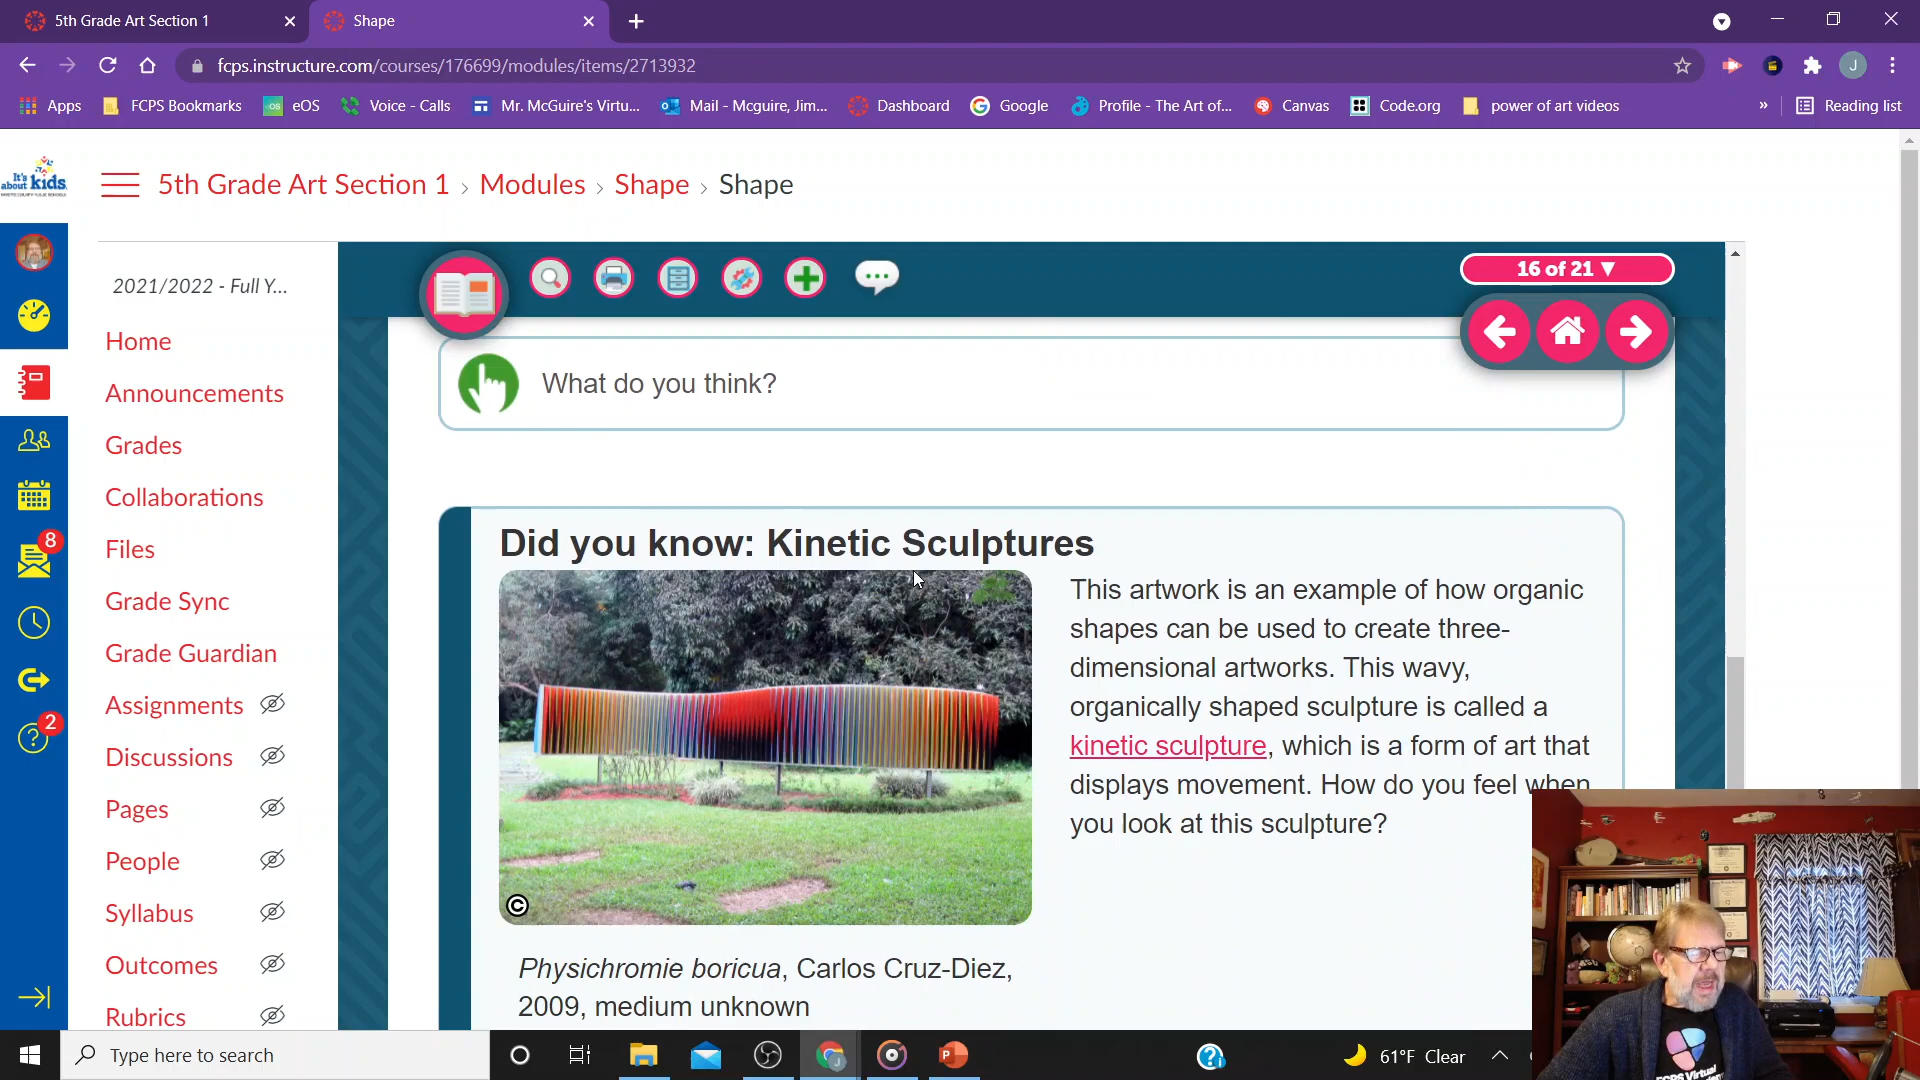 5th Grade Art Section 1
Shape
fcps.instructure.com/courses/176699/modules/items/2713932
J
Apps
FCPS Bookmarks
eOS
Voice - Calls
Mr. McGuire's Virtu...
Mail - Mcguire, Jim...
Dashboard
Google
Profile - The Art of...
Canvas
Code.org
power of art videos
»
Reading list
It's about kids
5th Grade Art Section 1 › Modules › Shape › Shape
2021/2022 - Full Y...
Home
Announcements
Grades
Collaborations
Files
Grade Sync
Grade Guardian
Assignments
Discussions
Pages
People
Syllabus
Outcomes
Rubrics
8
2
16 of 21 ▼
What do you think?
Did you know: Kinetic Sculptures
This artwork is an example of how organic
shapes can be used to create three-
dimensional artworks. This wavy,
organically shaped sculpture is called a
kinetic sculpture, which is a form of art that
displays movement. How do you feel when
you look at this sculpture?
©
Physichromie boricua, Carlos Cruz-Diez,
2009, medium unknown
FCPS Virtual
Type here to search
61°F Clear